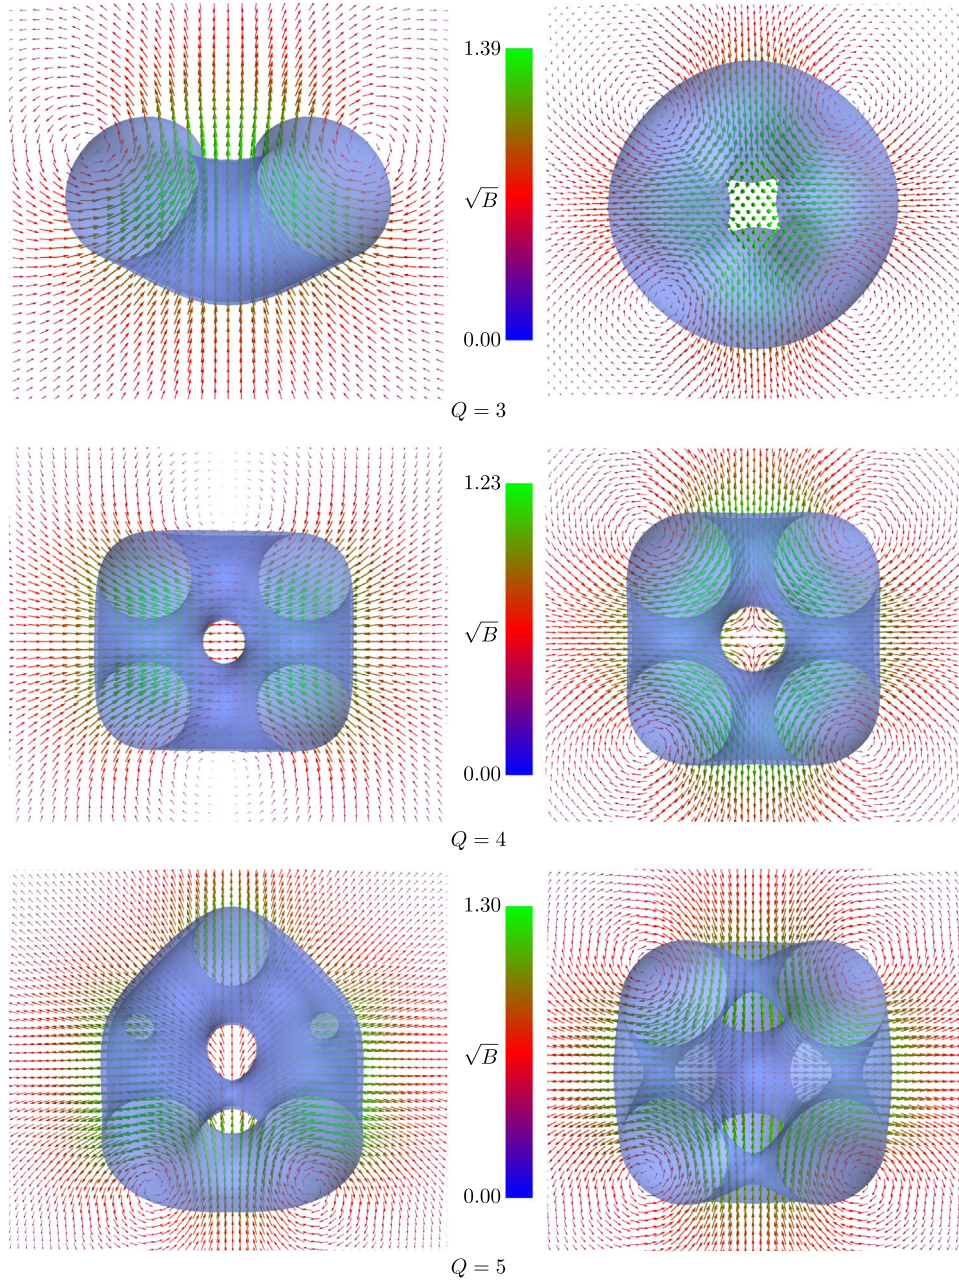 1.39
√B
0.00
Q = 3
1.23
√B
0.00
Q = 4
1.30
√B
0.00
Q = 5